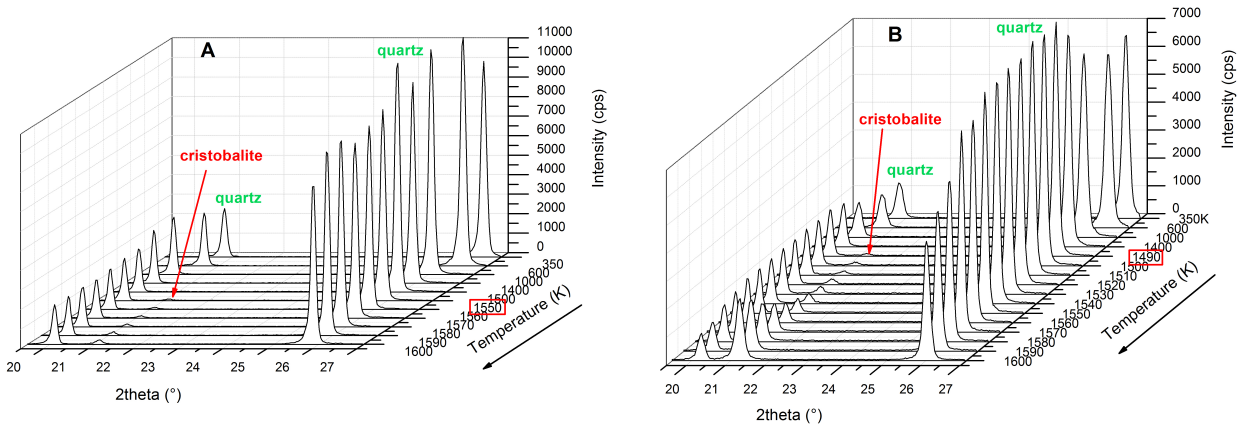 A
quartz
cristobalite
quartz
11000
10000
9000
8000
7000
6000
5000
4000
3000
2000
1000
0
Intensity (cps)
350
600
1000
1400
1500
1550
1560
1570
1580
1590
1600
Temperature (K)
20 21 22 23 24 25 26 27
2theta (°)
B
quartz
cristobalite
quartz
7000
6000
5000
4000
3000
2000
1000
0
Intensity (cps)
350K
600
1000
1400
1490
1500
1510
1520
1530
1540
1550
1560
1570
1580
1590
1600
Temperature (K)
20 21 22 23 24 25 26 27
2theta (°)